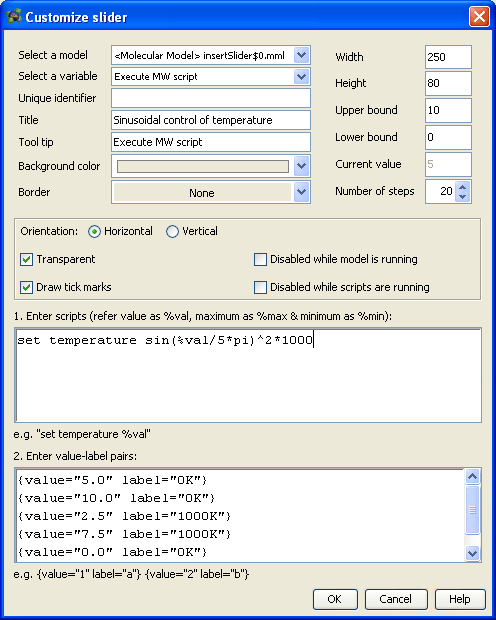 Customize slider
Select a model <Molecular Model> insertSlider$0.mml
Width 250
Select a variable Execute MW script
Height 80
Unique identifier
Upper bound 10
Title Sinusoidal control of temperature
Lower bound 0
Tool tip Execute MW script
Current value 5
Background color
Border None
Number of steps 20
Orientation: Horizontal Vertical
Transparent Disabled while model is running
Draw tick marks Disabled while scripts are running
1. Enter scripts (refer value as %val, maximum as %max & minimum as %min):
set temperature sin(%val/5*pi)^2*1000
e.g. "set temperature %val"
2. Enter value-label pairs:
{value="5.0" label="0K"}
{value="10.0" label="0K"}
{value="2.5" label="1000K"}
{value="7.5" label="1000K"}
{value="0.0" label="0K"}
e.g. {value="1" label="a"} {value="2" label="b"}
OK Cancel Help